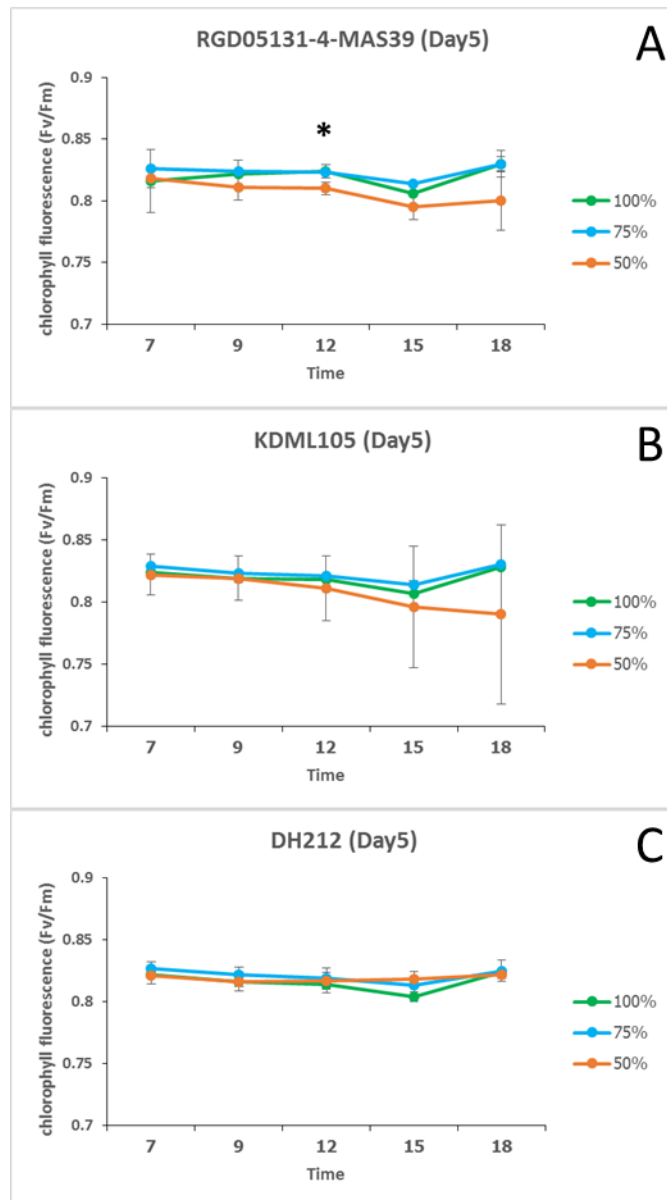 RGD05131-4-MAS39 (Day5)
A
chlorophyll fluorescence (Fv/Fm)
0.9
0.85
*
0.8
0.75
0.7
7 9 12 15 18
Time
100%
75%
50%
KDML105 (Day5)
B
chlorophyll fluorescence (Fv/Fm)
0.9
0.85
0.8
0.75
0.7
7 9 12 15 18
Time
100%
75%
50%
DH212 (Day5)
C
chlorophyll fluorescence (Fv/Fm)
0.9
0.85
0.8
0.75
0.7
7 9 12 15 18
Time
100%
75%
50%